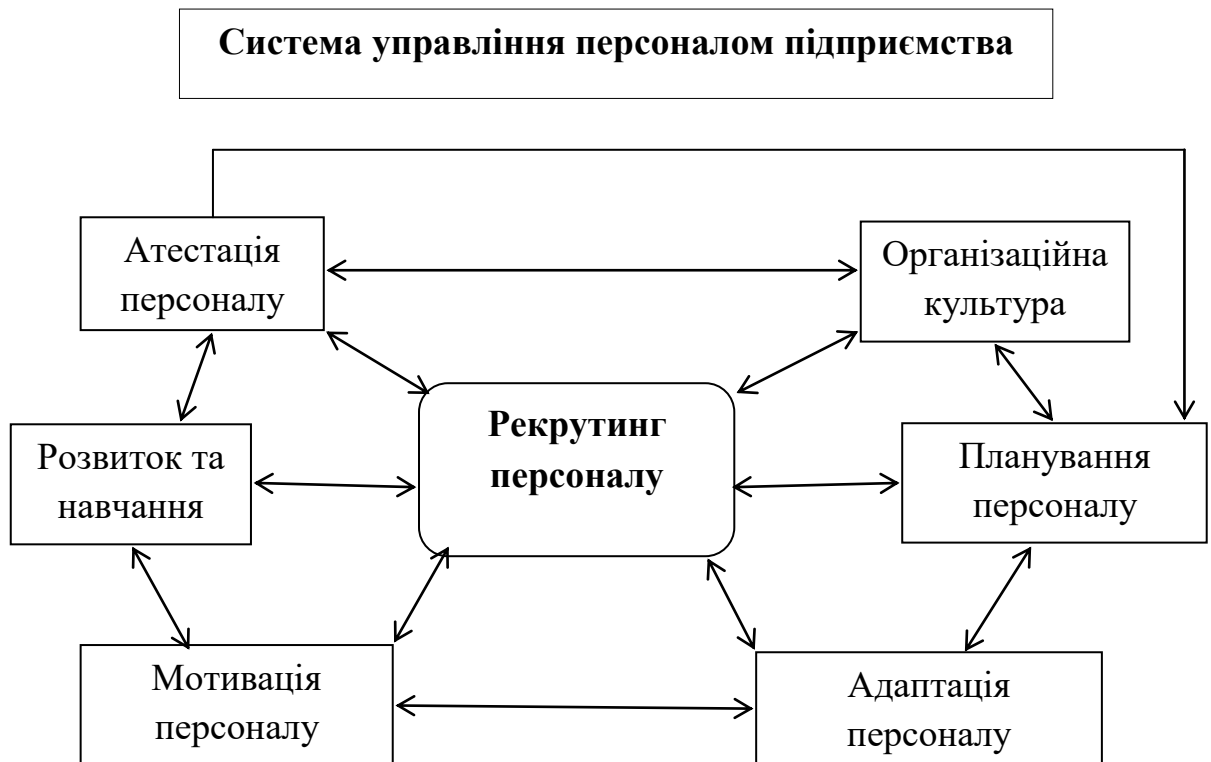 Система управління персоналом підприємства
Атестація
персоналу
Організаційна
культура
Рекрутинг
персоналу
Розвиток та
навчання
Планування
персоналу
Мотивація
персоналу
Адаптація
персоналу